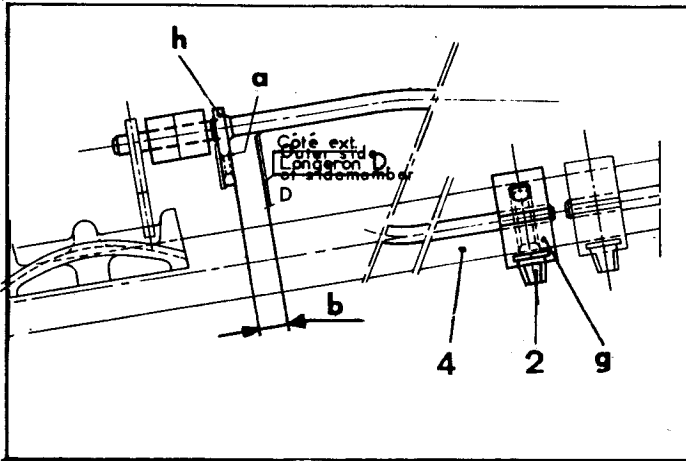 h
a
Côté ext.
Outer side
Longeron D.
of sidemember
D
b
4
2
g